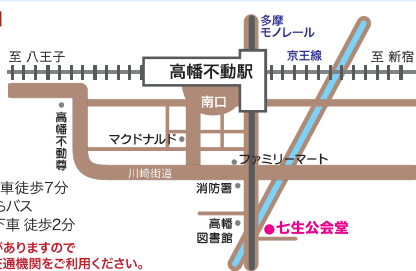 多摩
モノレール
至 八王子
京王線
至 新宿
高幡不動駅
南口
高幡不動尊
マクドナルド
ファミリーマート
川崎街道
車徒歩7分
消防署
らバス
下車 徒歩2分
高幡
図書館
七生公会堂
がありますので
交通機関をご利用ください。